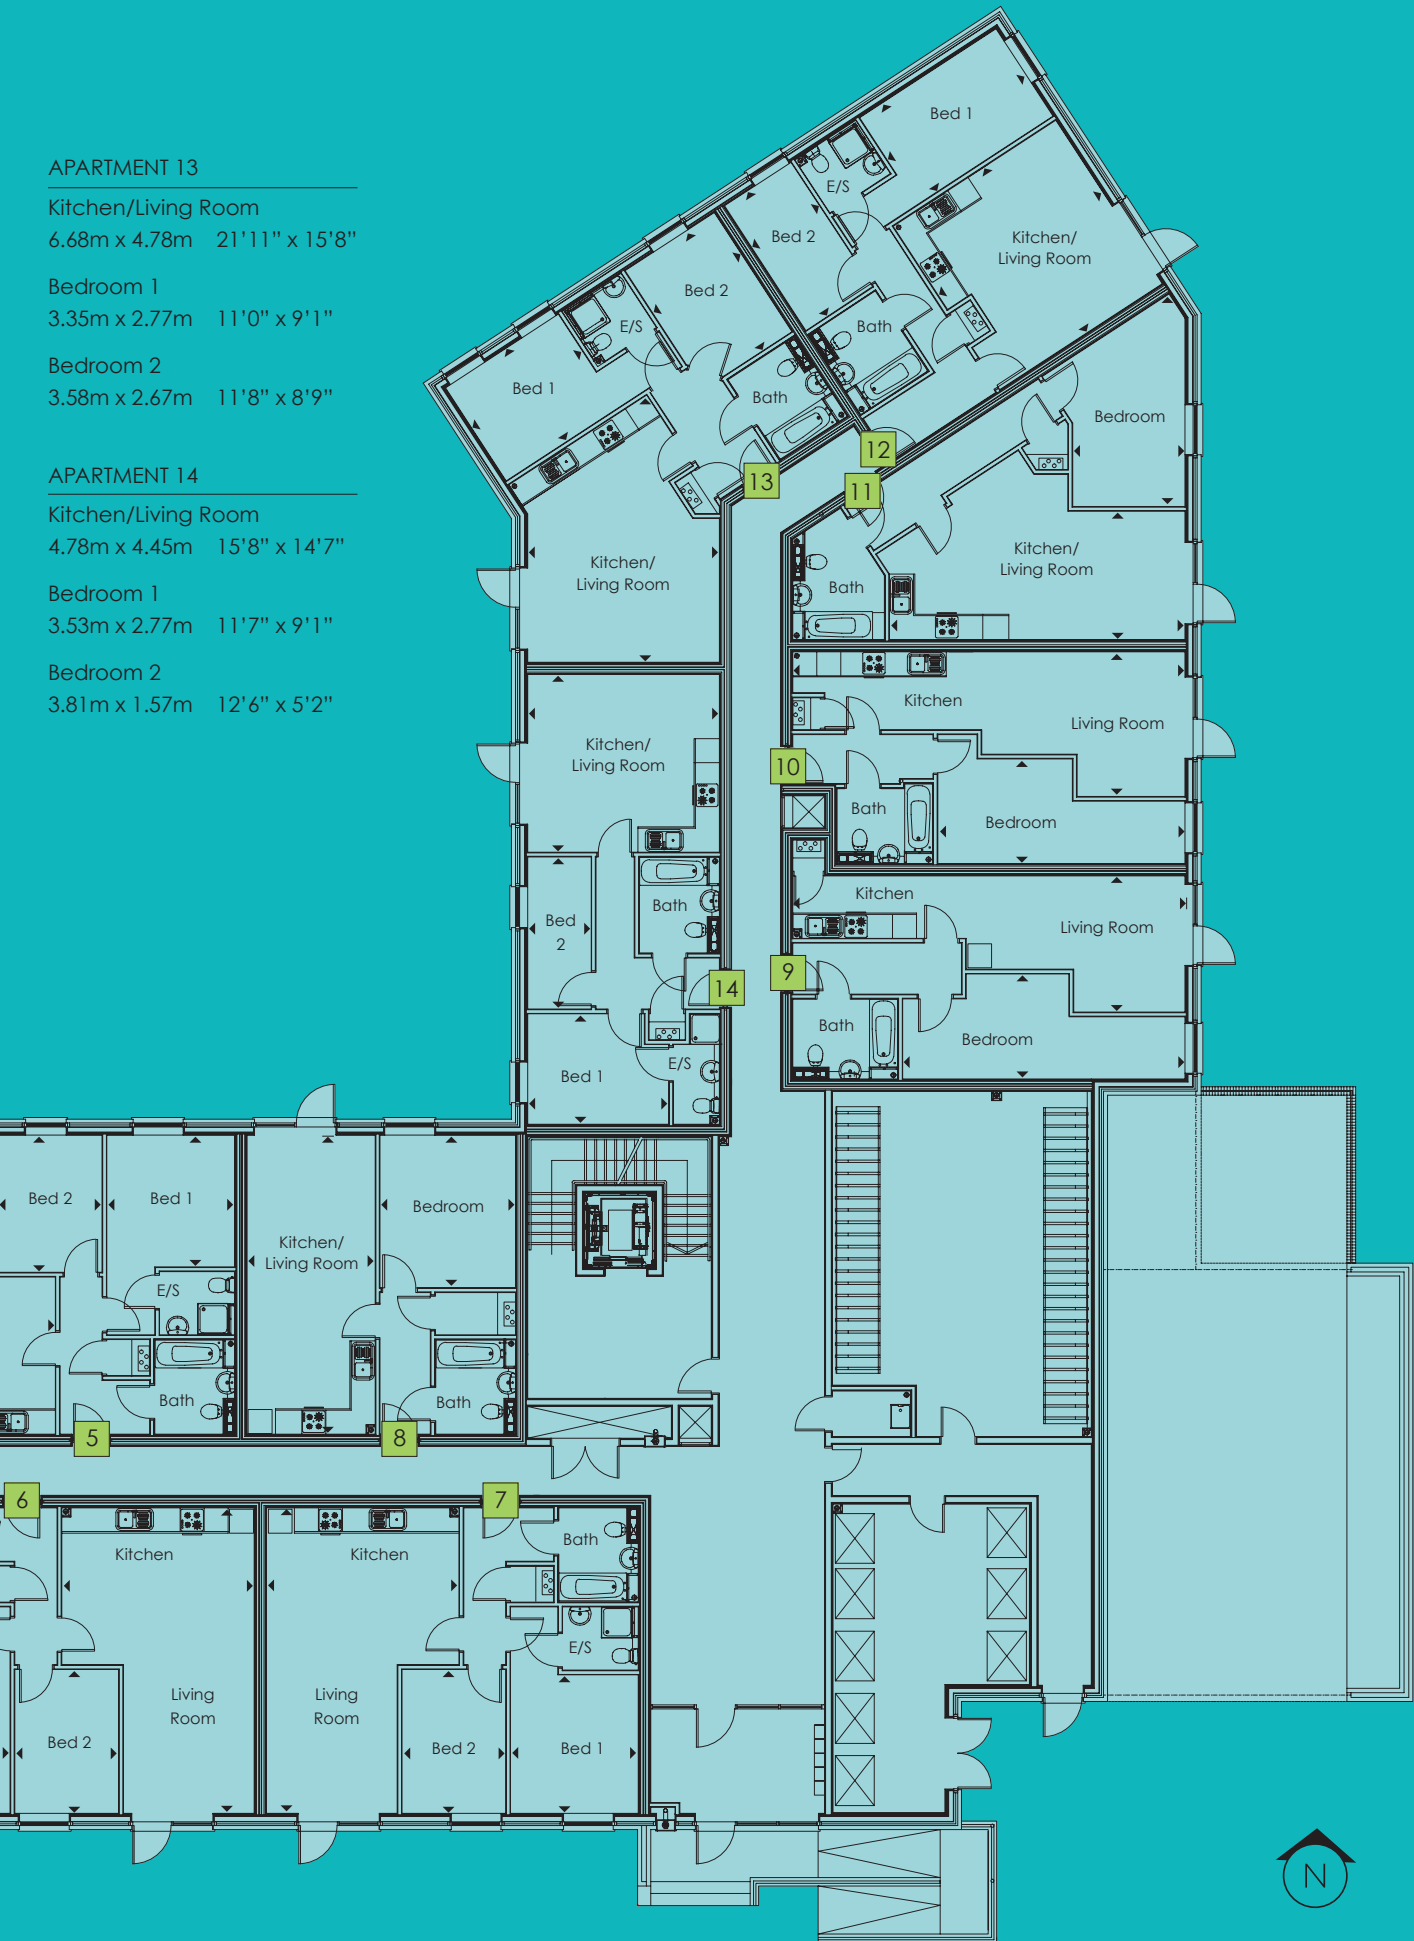 APARTMENT 13
Kitchen/Living Room
6.68m x 4.78m 21’11” x 15’8”
Bedroom 1
3.35m x 2.77m 11’0” x 9’1”
Bedroom 2
3.58m x 2.67m 11’8” x 8’9”
APARTMENT 14
Kitchen/Living Room
4.78m x 4.45m 15’8” x 14’7”
Bedroom 1
3.53m x 2.77m 11’7” x 9’1”
Bedroom 2
3.81m x 1.57m 12’6” x 5’2”
Bed 1
E/S
Bed 2
Kitchen/
Living Room
Bath
12
Bed 2
E/S
Bed 1
Bath
13
Kitchen/
Living Room
Bedroom
11
Kitchen/
Living Room
Bath
Kitchen
Living Room
10
Bath
Bedroom
Kitchen/
Living Room
Bed
2
Bath
14
Bed 1
E/S
Kitchen
Living Room
9
Bath
Bedroom
Bed 2
Bed 1
E/S
Bath
5
Kitchen/
Living Room
Bedroom
Bath
8
6
Kitchen
Living
Room
Bed 2
7
Kitchen
Living
Room
Bath
E/S
Bed 2
Bed 1
N